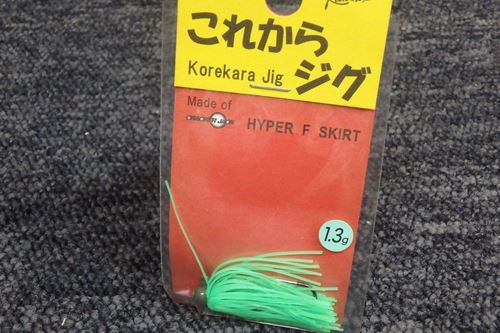 これから
Korekara Jig
ジグ
Made of
HYPER F SKIRT
1.3g